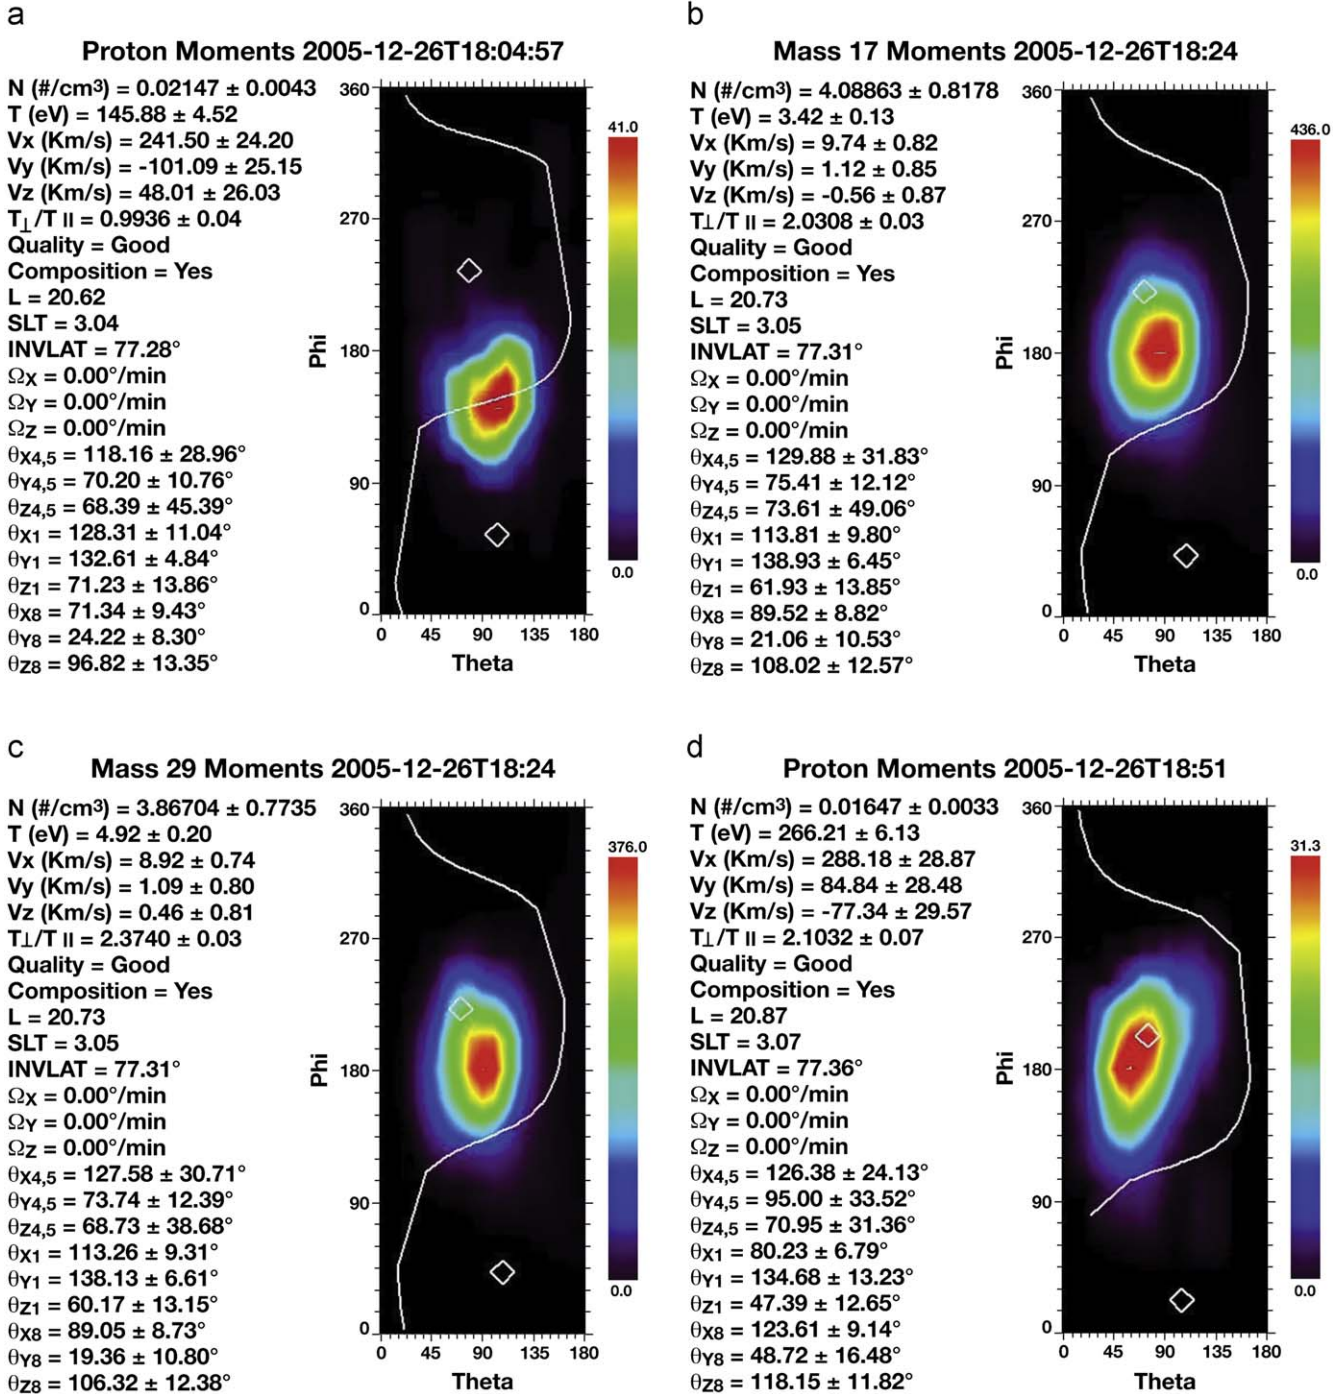 a
Proton Moments 2005-12-26T18:04:57
N (#/cm³) = 0.02147 ± 0.0043
T (eV) = 145.88 ± 4.52
Vx (Km/s) = 241.50 ± 24.20
Vy (Km/s) = -101.09 ± 25.15
Vz (Km/s) = 48.01 ± 26.03
T⊥/T ॥ = 0.9936 ± 0.04
Quality = Good
Composition = Yes
L = 20.62
SLT = 3.04
INVLAT = 77.28°
ΩX = 0.00°/min
ΩY = 0.00°/min
ΩZ = 0.00°/min
θX4,5 = 118.16 ± 28.96°
θY4,5 = 70.20 ± 10.76°
θZ4,5 = 68.39 ± 45.39°
θX1 = 128.31 ± 11.04°
θY1 = 132.61 ± 4.84°
θZ1 = 71.23 ± 13.86°
θX8 = 71.34 ± 9.43°
θY8 = 24.22 ± 8.30°
θZ8 = 96.82 ± 13.35°
Phi
360
270
180
90
0
0 45 90 135 180
Theta
41.0
0.0
b
Mass 17 Moments 2005-12-26T18:24
N (#/cm³) = 4.08863 ± 0.8178
T (eV) = 3.42 ± 0.13
Vx (Km/s) = 9.74 ± 0.82
Vy (Km/s) = 1.12 ± 0.85
Vz (Km/s) = -0.56 ± 0.87
T⊥/T ॥ = 2.0308 ± 0.03
Quality = Good
Composition = Yes
L = 20.73
SLT = 3.05
INVLAT = 77.31°
ΩX = 0.00°/min
ΩY = 0.00°/min
ΩZ = 0.00°/min
θX4,5 = 129.88 ± 31.83°
θY4,5 = 75.41 ± 12.12°
θZ4,5 = 73.61 ± 49.06°
θX1 = 113.81 ± 9.80°
θY1 = 138.93 ± 6.45°
θZ1 = 61.93 ± 13.85°
θX8 = 89.52 ± 8.82°
θY8 = 21.06 ± 10.53°
θZ8 = 108.02 ± 12.57°
Phi
360
270
180
90
0
0 45 90 135 180
Theta
436.0
0.0
c
Mass 29 Moments 2005-12-26T18:24
N (#/cm³) = 3.86704 ± 0.7735
T (eV) = 4.92 ± 0.20
Vx (Km/s) = 8.92 ± 0.74
Vy (Km/s) = 1.09 ± 0.80
Vz (Km/s) = 0.46 ± 0.81
T⊥/T ॥ = 2.3740 ± 0.03
Quality = Good
Composition = Yes
L = 20.73
SLT = 3.05
INVLAT = 77.31°
ΩX = 0.00°/min
ΩY = 0.00°/min
ΩZ = 0.00°/min
θX4,5 = 127.58 ± 30.71°
θY4,5 = 73.74 ± 12.39°
θZ4,5 = 68.73 ± 38.68°
θX1 = 113.26 ± 9.31°
θY1 = 138.13 ± 6.61°
θZ1 = 60.17 ± 13.15°
θX8 = 89.05 ± 8.73°
θY8 = 19.36 ± 10.80°
θZ8 = 106.32 ± 12.38°
Phi
360
270
180
90
0
0 45 90 135 180
Theta
376.0
0.0
d
Proton Moments 2005-12-26T18:51
N (#/cm³) = 0.01647 ± 0.0033
T (eV) = 266.21 ± 6.13
Vx (Km/s) = 288.18 ± 28.87
Vy (Km/s) = 84.84 ± 28.48
Vz (Km/s) = -77.34 ± 29.57
T⊥/T ॥ = 2.1032 ± 0.07
Quality = Good
Composition = Yes
L = 20.87
SLT = 3.07
INVLAT = 77.36°
ΩX = 0.00°/min
ΩY = 0.00°/min
ΩZ = 0.00°/min
θX4,5 = 126.38 ± 24.13°
θY4,5 = 95.00 ± 33.52°
θZ4,5 = 70.95 ± 31.36°
θX1 = 80.23 ± 6.79°
θY1 = 134.68 ± 13.23°
θZ1 = 47.39 ± 12.65°
θX8 = 123.61 ± 9.14°
θY8 = 48.72 ± 16.48°
θZ8 = 118.15 ± 11.82°
Phi
360
270
180
90
0
0 45 90 135 180
Theta
31.3
0.0